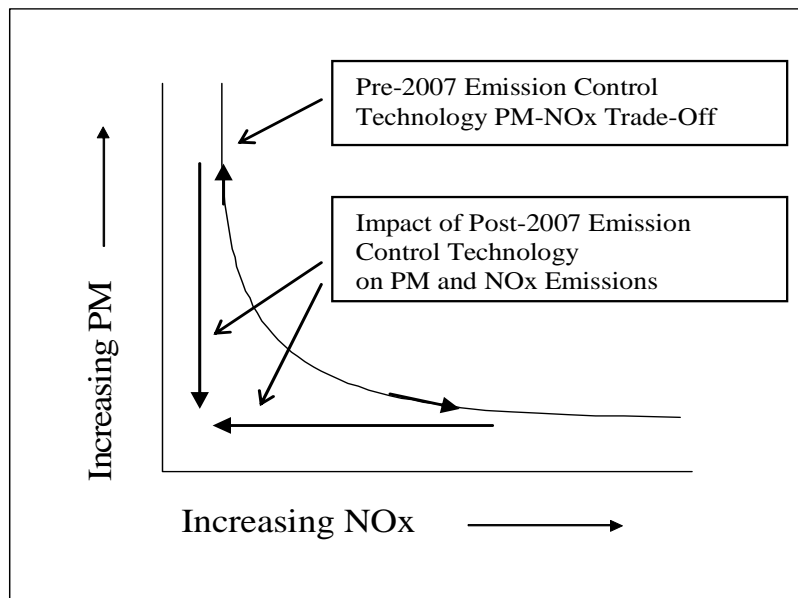 Pre-2007 Emission Control
Technology PM-NOx Trade-Off
Impact of Post-2007 Emission
Control Technology
on PM and NOx Emissions
Increasing PM
Increasing NOx